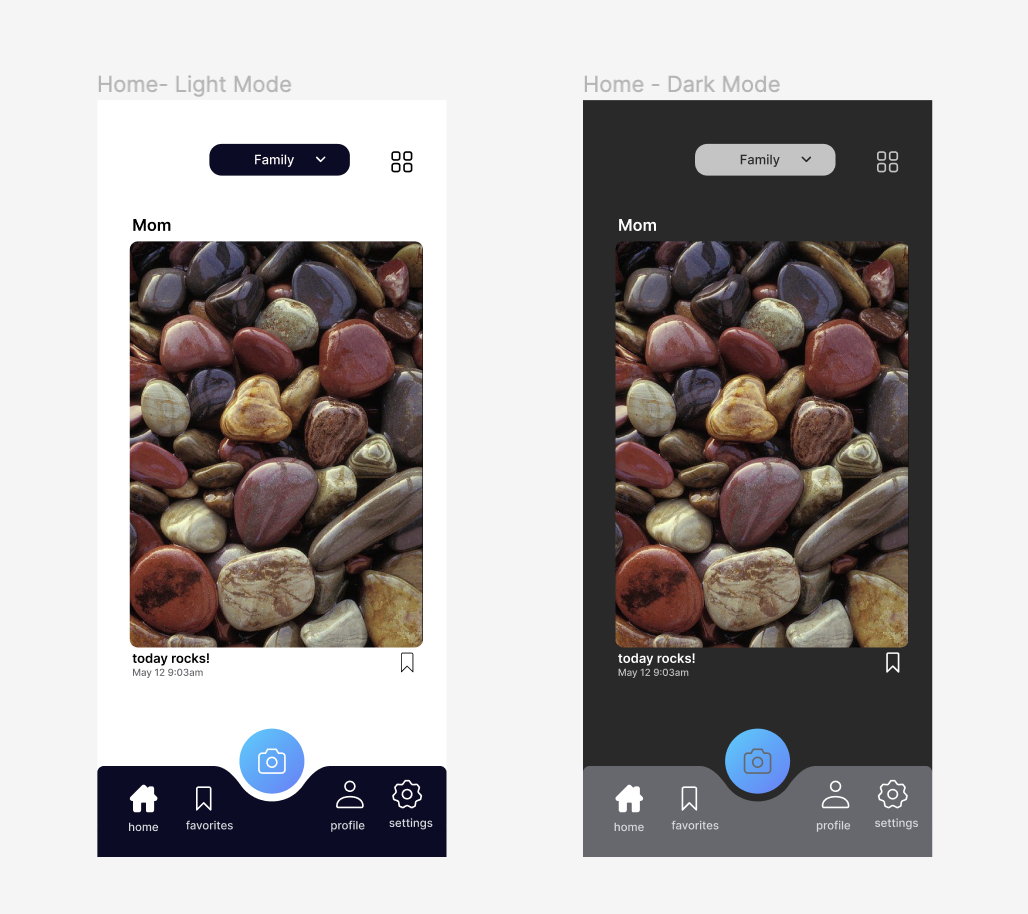 Home- Light Mode
Family
Mom
today rocks!
May 12 9:03am
home
favorites
profile
settings
Home - Dark Mode
Family
Mom
today rocks!
May 12 9:03am
home
favorites
profile
settings